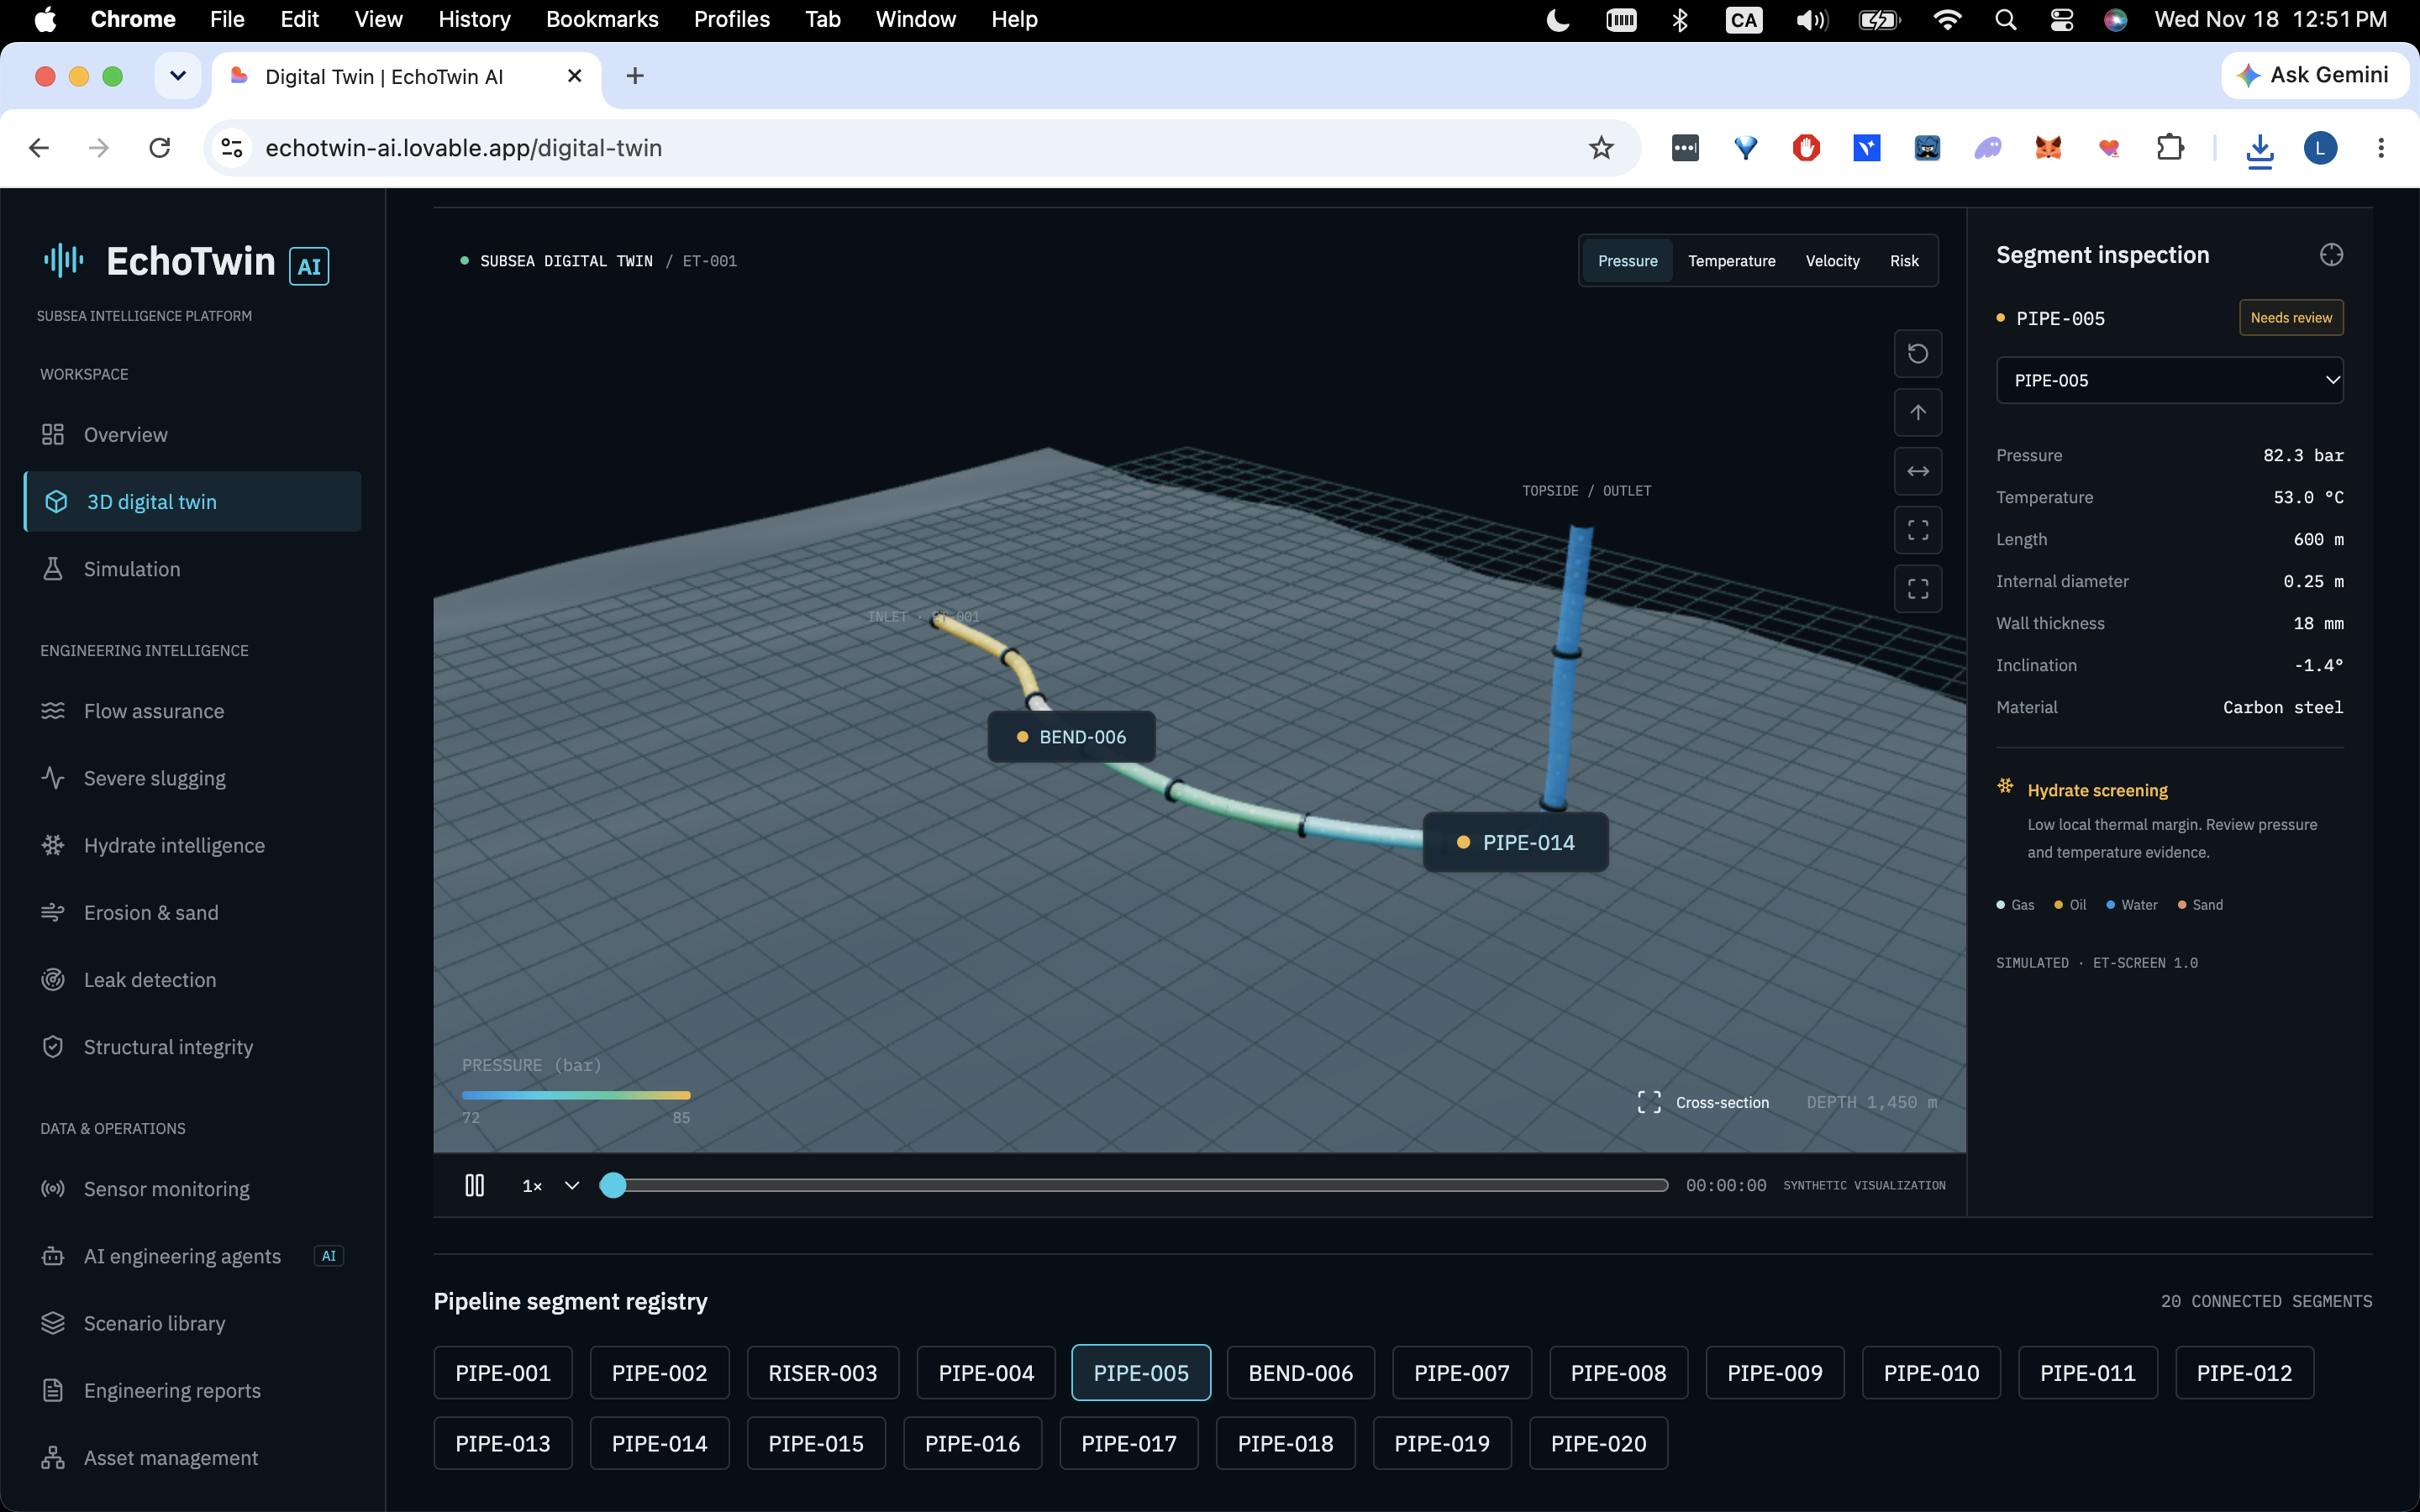 Chrome File Edit View History Bookmarks Profiles Tab Window Help CA Wed Nov 18 12:51 PM
Digital Twin | EchoTwin AI
Ask Gemini
echotwin-ai.lovable.app/digital-twin
L
EchoTwin AI
SUBSEA INTELLIGENCE PLATFORM
WORKSPACE
Overview
3D digital twin
Simulation
ENGINEERING INTELLIGENCE
Flow assurance
Severe slugging
Hydrate intelligence
Erosion & sand
Leak detection
Structural integrity
DATA & OPERATIONS
Sensor monitoring
AI engineering agents AI
Scenario library
Engineering reports
Asset management
SUBSEA DIGITAL TWIN / ET-001
Pressure Temperature Velocity Risk
TOPSIDE / OUTLET
INLET · ET-001
BEND-006
PIPE-014
PRESSURE (bar)
72 85
Cross-section DEPTH 1,450 m
1× 00:00:00 SYNTHETIC VISUALIZATION
Segment inspection
PIPE-005 Needs review
PIPE-005
Pressure 82.3 bar
Temperature 53.0 °C
Length 600 m
Internal diameter 0.25 m
Wall thickness 18 mm
Inclination -1.4°
Material Carbon steel
Hydrate screening
Low local thermal margin. Review pressure
and temperature evidence.
Gas Oil Water Sand
SIMULATED · ET-SCREEN 1.0
Pipeline segment registry 20 CONNECTED SEGMENTS
PIPE-001 PIPE-002 RISER-003 PIPE-004 PIPE-005 BEND-006 PIPE-007 PIPE-008 PIPE-009 PIPE-010 PIPE-011 PIPE-012
PIPE-013 PIPE-014 PIPE-015 PIPE-016 PIPE-017 PIPE-018 PIPE-019 PIPE-020